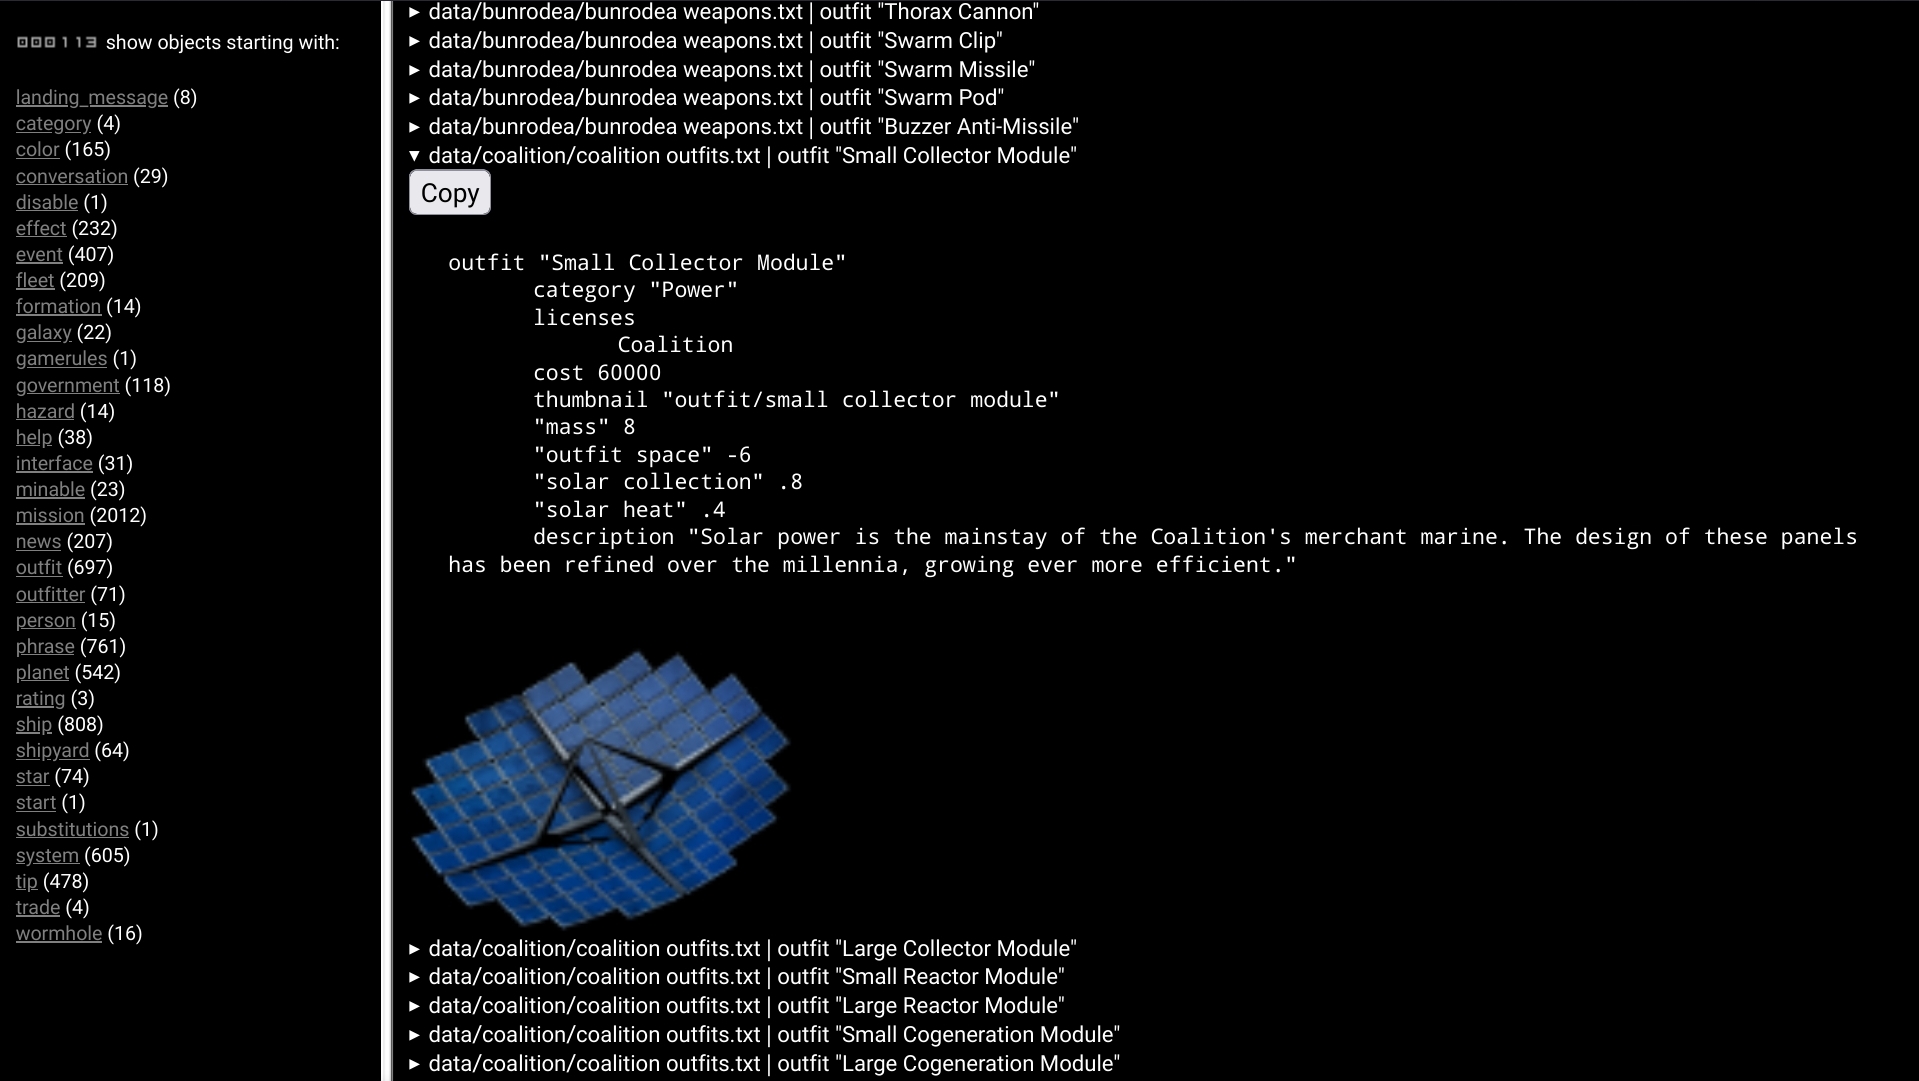 000113 show objects starting with:
landing_message (8)
category (4)
color (165)
conversation (29)
disable (1)
effect (232)
event (407)
fleet (209)
formation (14)
galaxy (22)
gamerules (1)
government (118)
hazard (14)
help (38)
interface (31)
minable (23)
mission (2012)
news (207)
outfit (697)
outfitter (71)
person (15)
phrase (761)
planet (542)
rating (3)
ship (808)
shipyard (64)
star (74)
start (1)
substitutions (1)
system (605)
tip (478)
trade (4)
wormhole (16)
▸ data/bunrodea/bunrodea weapons.txt | outfit "Thorax Cannon"
▸ data/bunrodea/bunrodea weapons.txt | outfit "Swarm Clip"
▸ data/bunrodea/bunrodea weapons.txt | outfit "Swarm Missile"
▸ data/bunrodea/bunrodea weapons.txt | outfit "Swarm Pod"
▸ data/bunrodea/bunrodea weapons.txt | outfit "Buzzer Anti-Missile"
▾ data/coalition/coalition outfits.txt | outfit "Small Collector Module"
Copy
outfit "Small Collector Module"
category "Power"
licenses
Coalition
cost 60000
thumbnail "outfit/small collector module"
"mass" 8
"outfit space" -6
"solar collection" .8
"solar heat" .4
description "Solar power is the mainstay of the Coalition's merchant marine. The design of these panels
has been refined over the millennia, growing ever more efficient."
▸ data/coalition/coalition outfits.txt | outfit "Large Collector Module"
▸ data/coalition/coalition outfits.txt | outfit "Small Reactor Module"
▸ data/coalition/coalition outfits.txt | outfit "Large Reactor Module"
▸ data/coalition/coalition outfits.txt | outfit "Small Cogeneration Module"
▸ data/coalition/coalition outfits.txt | outfit "Large Cogeneration Module"